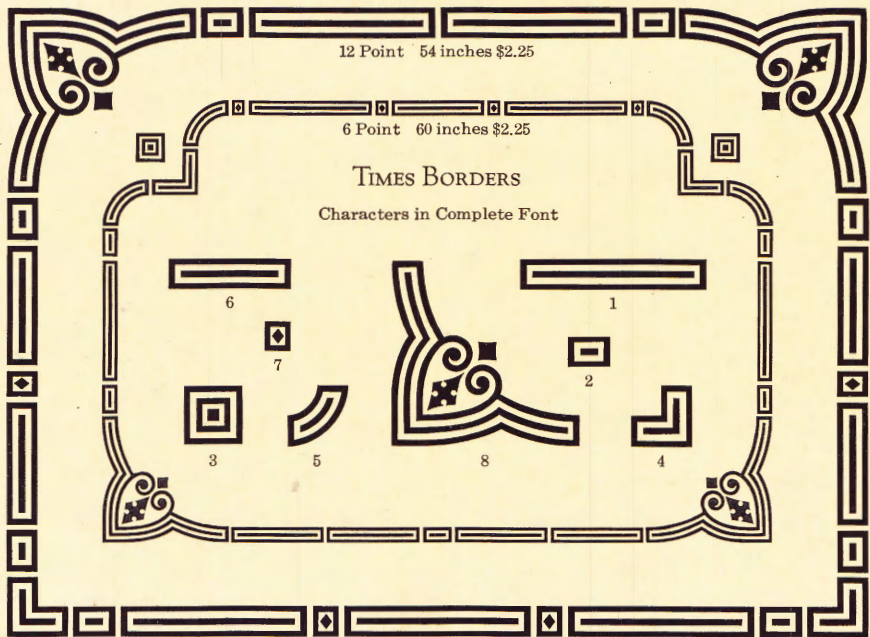 12 Point 54 inches $2.25
6 Point 60 inches $2.25
TIMES BORDERS
Characters in Complete Font
6
1
7
2
3
5
8
4